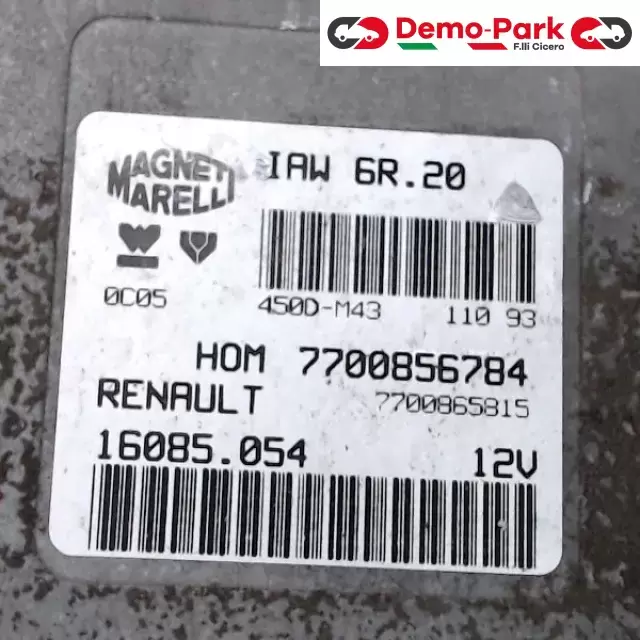 Demo-Park
F.lli Cicero
MAGNETI MARELLI
IAW 6R.20
0C05
450D-M43 110 93
HOM 7700856784
RENAULT 7700865815
16085.054 12V